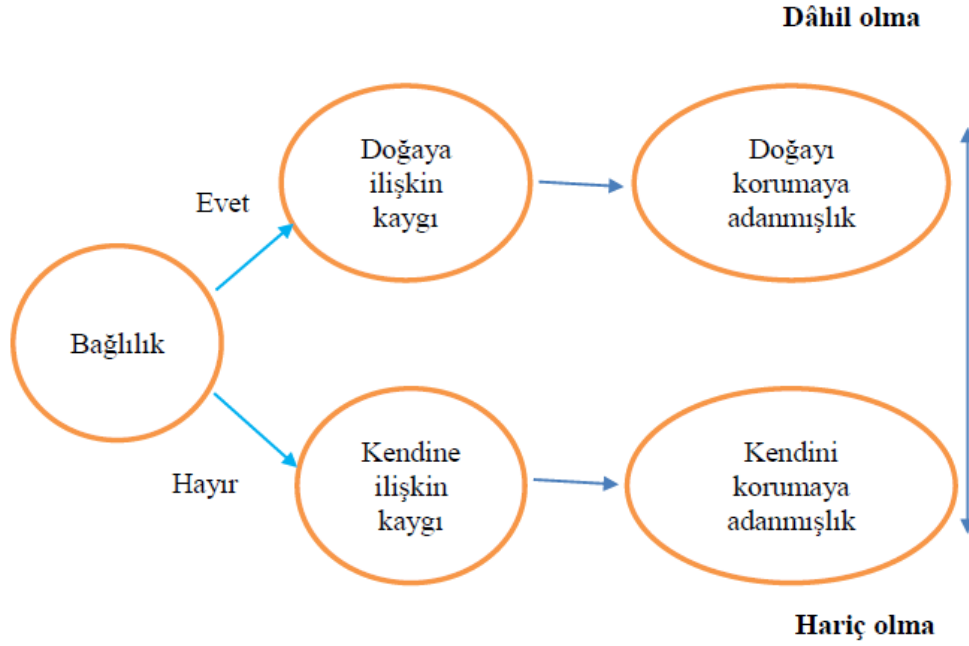 Dâhil olma
Doğaya
ilişkin
kaygı
Doğayı
korumaya
adanmışlık
Evet
Bağlılık
Hayır
Kendine
ilişkin
kaygı
Kendini
korumaya
adanmışlık
Hariç olma